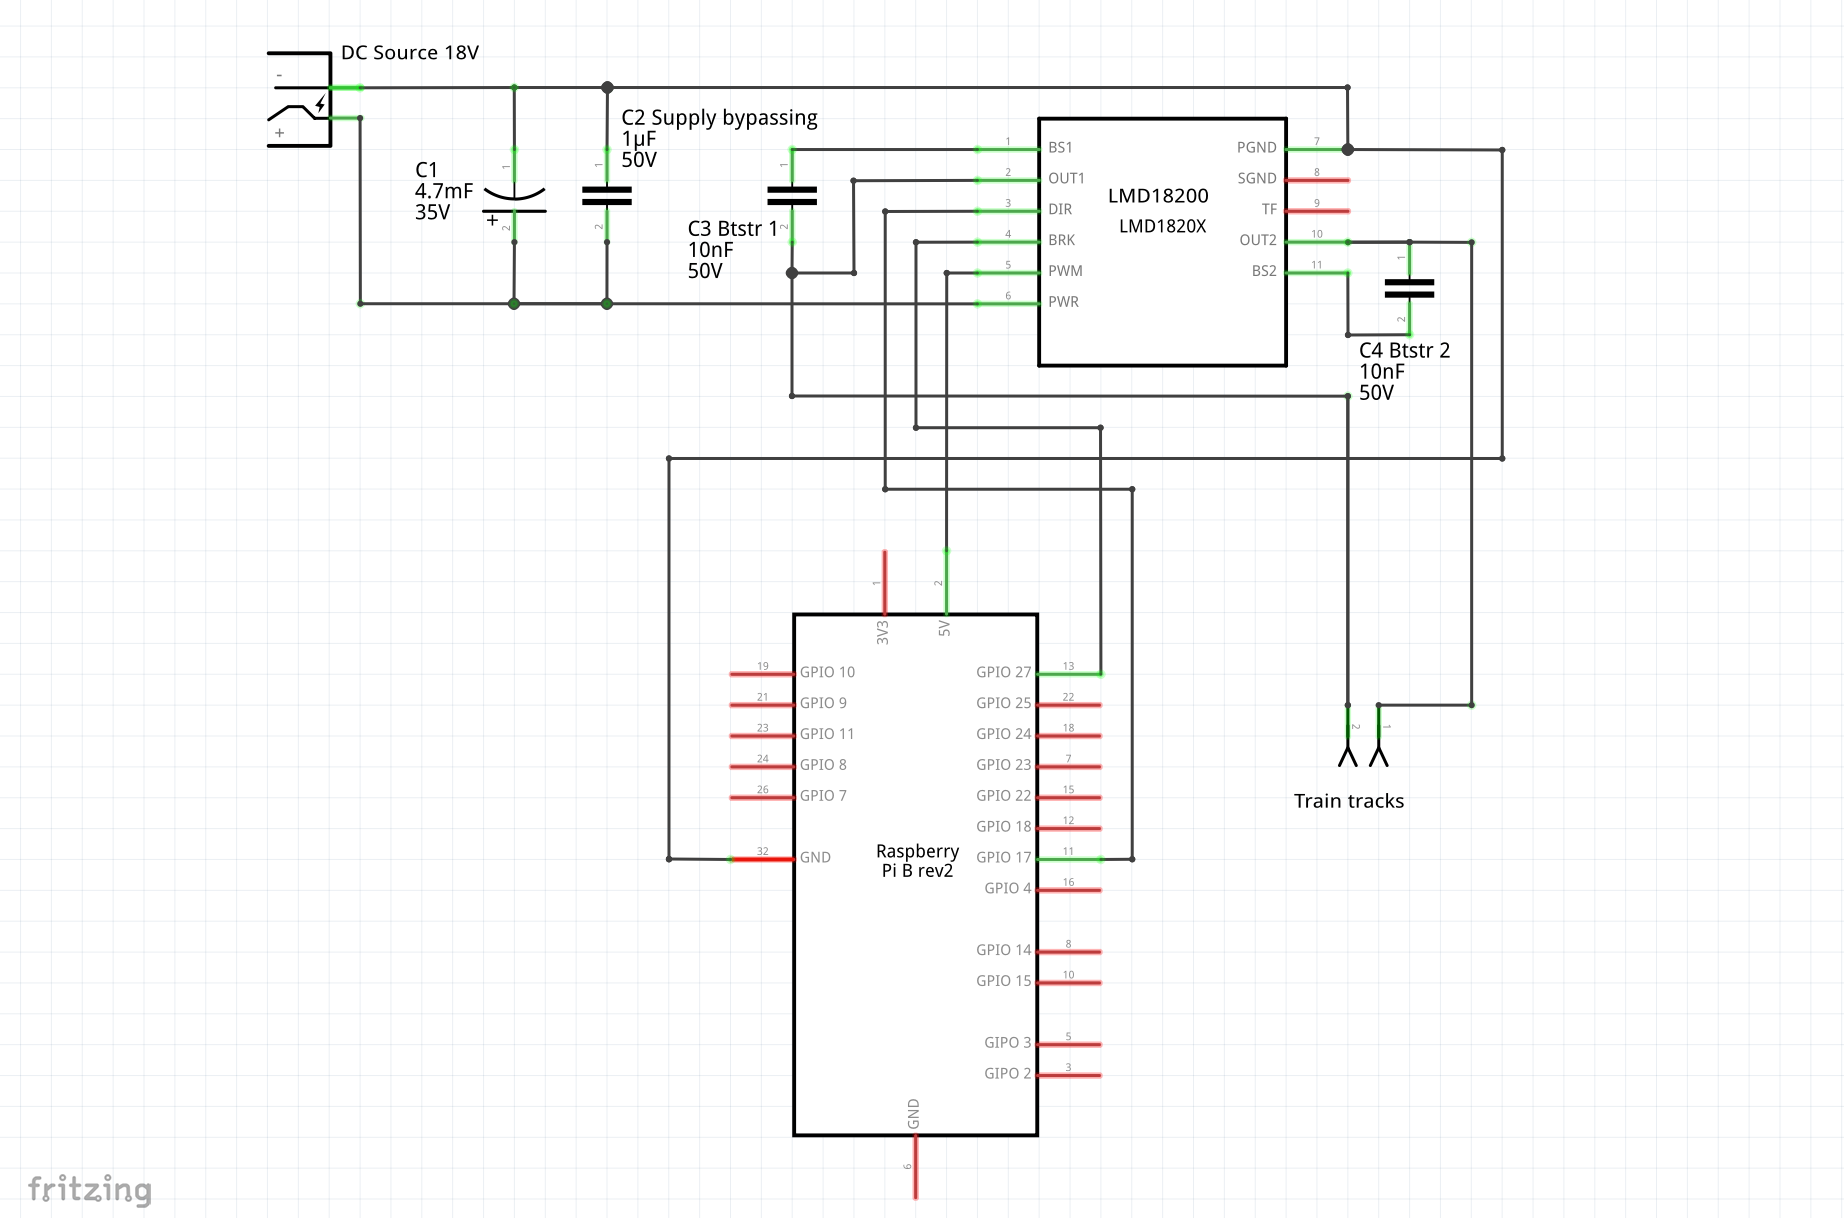 DC Source 18V
-
+
C1
4.7mF
35V
+
1
2
C2 Supply bypassing
1µF
50V
1
2
C3 Btstr 1
10nF
50V
1
2
LMD18200
LMD1820X
1 BS1
2 OUT1
3 DIR
4 BRK
5 PWM
6 PWR
PGND 7
SGND 8
TF 9
OUT2 10
BS2 11
1
2
C4 Btstr 2
10nF
50V
1
2
3V3
5V
19 GPIO 10
21 GPIO 9
23 GPIO 11
24 GPIO 8
26 GPIO 7
32 GND
Raspberry
Pi B rev2
GPIO 27 13
GPIO 25 22
GPIO 24 18
GPIO 23 7
GPIO 22 15
GPIO 18 12
GPIO 17 11
GPIO 4 16
GPIO 14 8
GPIO 15 10
GIPO 3 5
GIPO 2 3
GND
6
2
1
Train tracks
fritzing